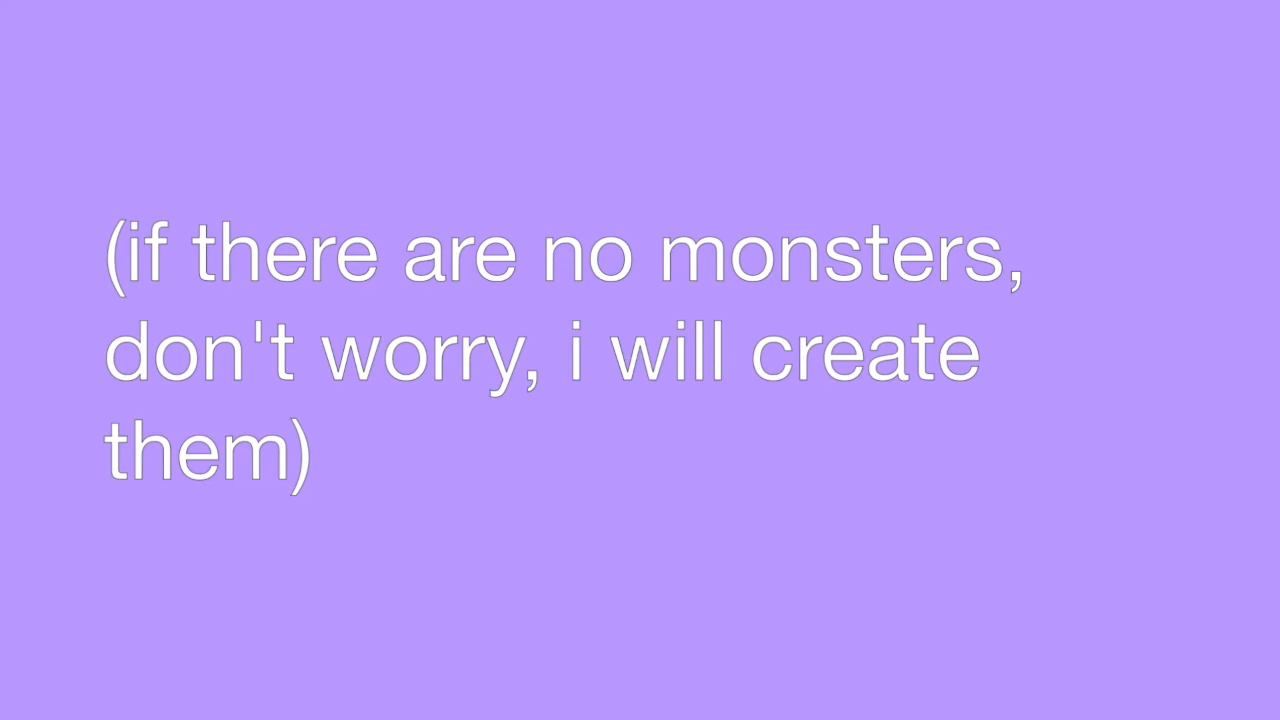 (if there are no monsters,
don't worry, i will create
them)